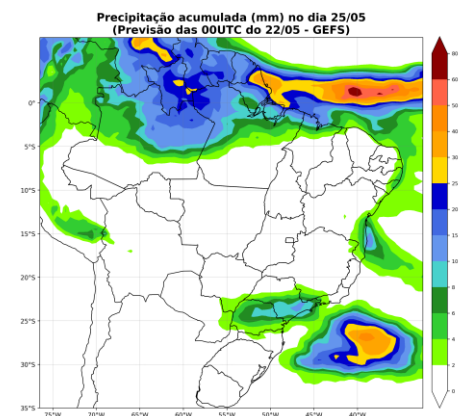 Precipitação acumulada (mm) no dia 25/05
(Previsão das 00UTC do 22/05 - GEFS)
80
60
50
40
30
25
20
15
10
8
6
4
2
0
0°
5°S
10°S
15°S
20°S
25°S
30°S
35°S
75°W 70°W 65°W 60°W 55°W 50°W 45°W 40°W